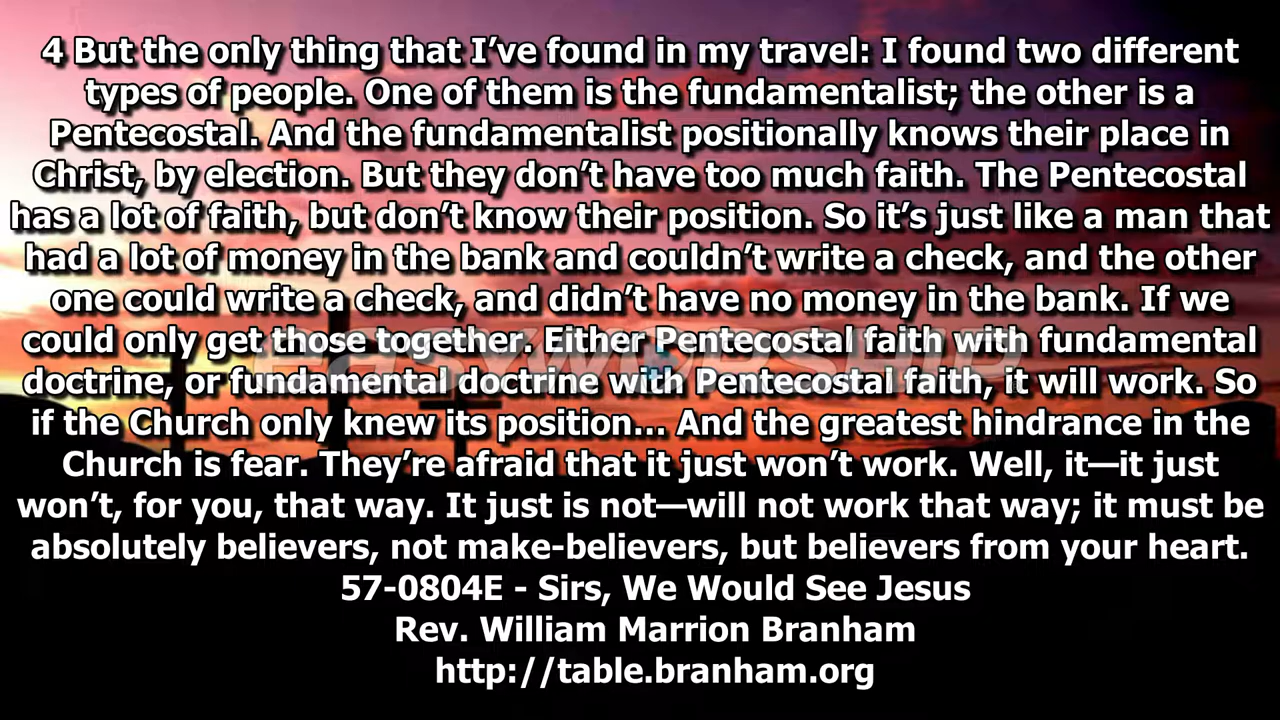 4 But the only thing that I’ve found in my travel: I found two different
types of people. One of them is the fundamentalist; the other is a
Pentecostal. And the fundamentalist positionally knows their place in
Christ, by election. But they don’t have too much faith. The Pentecostal
has a lot of faith, but don’t know their position. So it’s just like a man that
had a lot of money in the bank and couldn’t write a check, and the other
one could write a check, and didn’t have no money in the bank. If we
could only get those together. Either Pentecostal faith with fundamental
easyworship
doctrine, or fundamental doctrine with Pentecostal faith, it will work. So
if the Church only knew its position... And the greatest hindrance in the
Church is fear. They’re afraid that it just won’t work. Well, it—it just
won’t, for you, that way. It just is not—will not work that way; it must be
absolutely believers, not make-believers, but believers from your heart.
57-0804E - Sirs, We Would See Jesus
Rev. William Marrion Branham
http://table.branham.org